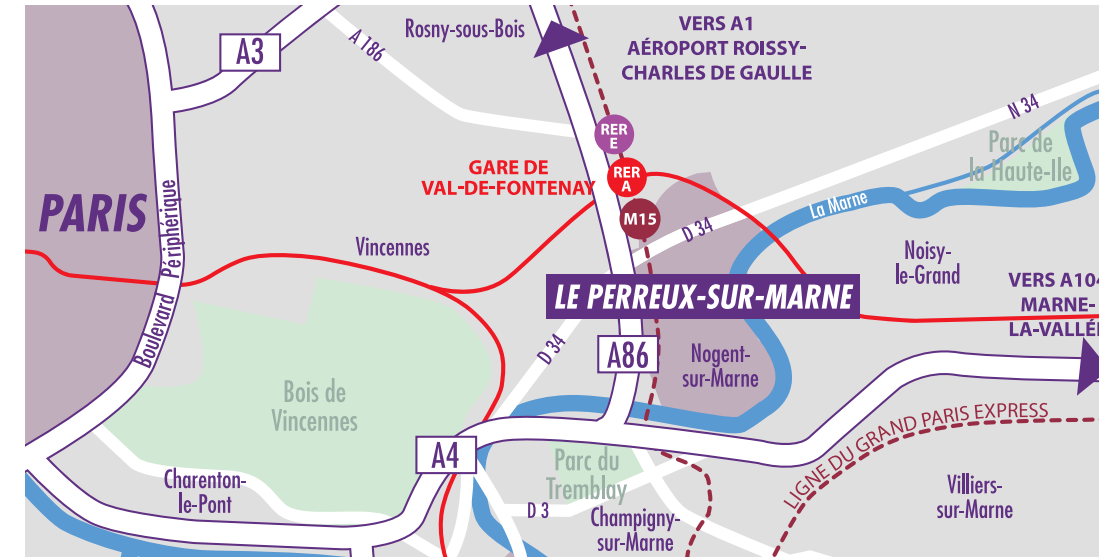 Rosny-sous-Bois
VERS A1
AÉROPORT ROISSY-
CHARLES DE GAULLE
A3
A 186
N 34
RER
E
Parc de
la Haute-Ile
GARE DE
VAL-DE-FONTENAY
RER
A
M15
La Marne
PARIS
Boulevard Périphérique
Vincennes
D 34
Noisy-
le-Grand
VERS A104
MARNE-
LA-VALLÉE
LE PERREUX-SUR-MARNE
D 34
A86
Nogent-
sur-Marne
Bois de
Vincennes
LIGNE DU GRAND PARIS EXPRESS
A4
Parc du
Tremblay
Charenton-
le-Pont
D 3
Champigny-
sur-Marne
Villiers-
sur-Marne